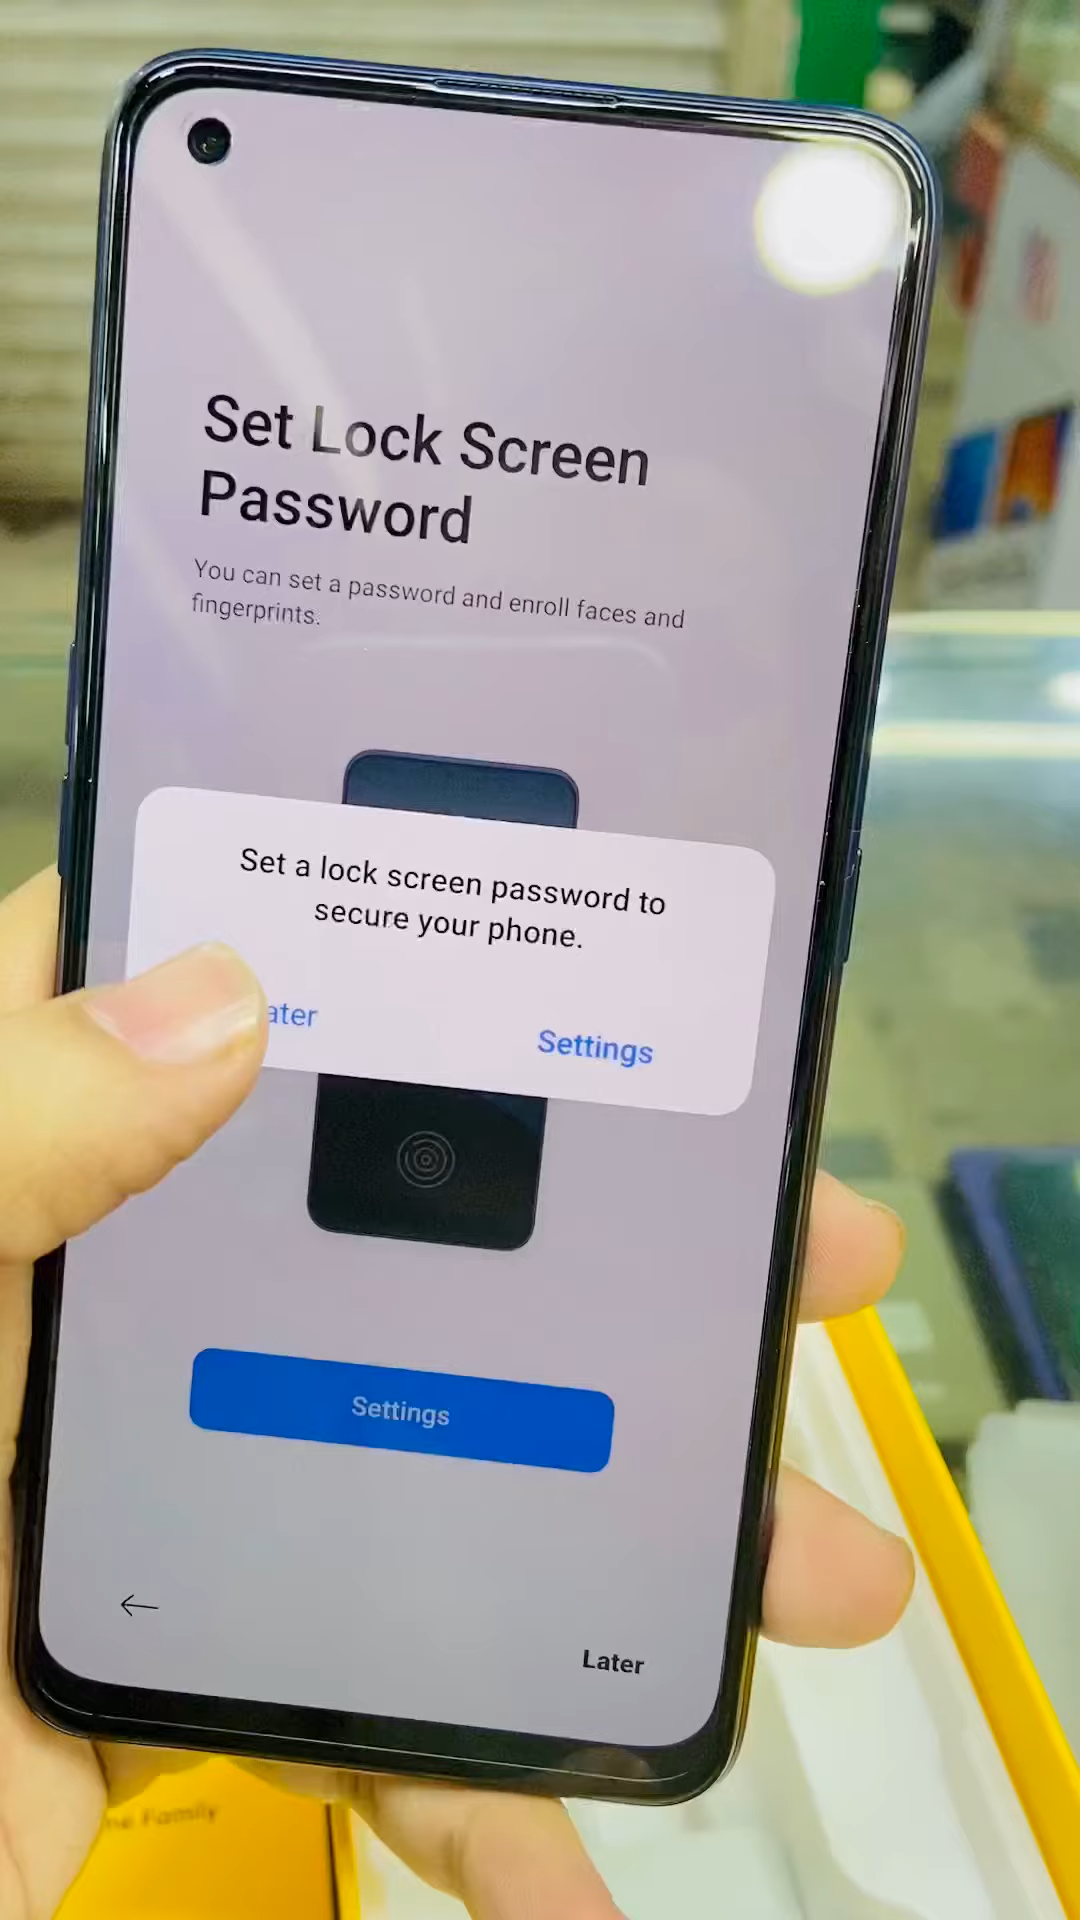 Set Lock Screen
Password
You can set a password and enroll faces and
fingerprints.
Set a lock screen password to
secure your phone.
ater
Settings
Settings
Later
Family